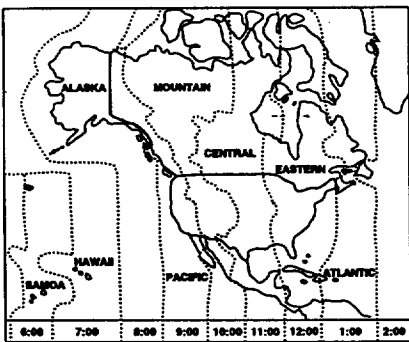 ALASKA
MOUNTAIN
CENTRAL
EASTERN
HAWAII
SAMOA
PACIFIC
ATLANTIC
6:00 7:00 8:00 9:00 10:00 11:00 12:00 1:00 2:00